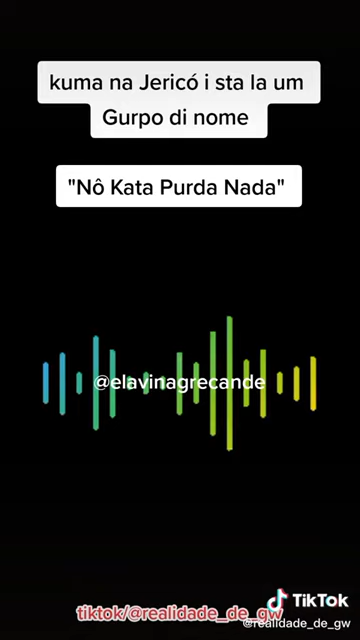 kuma na Jericó i sta la um
Gurpo di nome
"Nô Kata Purda Nada"
@elavinagrecande
TikTok
tiktok/@realidade_de_gw
@realidade_de_gw